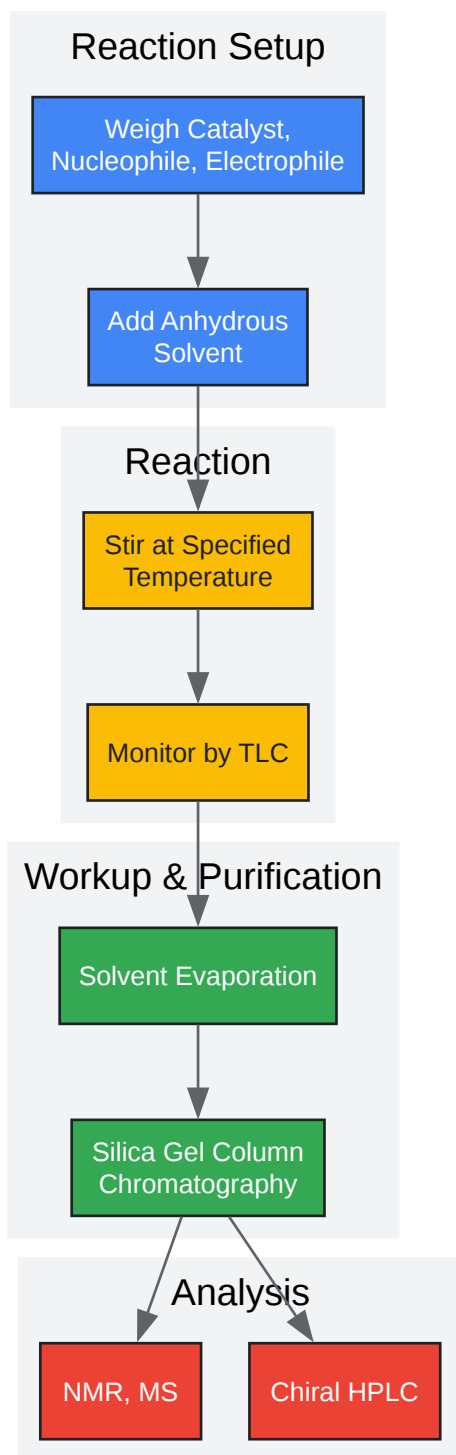 Reaction Setup
Weigh Catalyst,
Nucleophile, Electrophile
Add Anhydrous
Solvent
Reaction
Stir at Specified
Temperature
Monitor by TLC
Workup & Purification
Solvent Evaporation
Silica Gel Column
Chromatography
Analysis
NMR, MS
Chiral HPLC